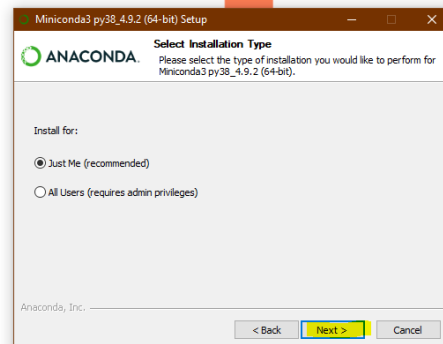 Miniconda3 py38_4.9.2 (64-bit) Setup
ANACONDA.
Select Installation Type
Please select the type of installation you would like to perform for
Miniconda3 py38_4.9.2 (64-bit).
Install for:
Just Me (recommended)
All Users (requires admin privileges)
Anaconda, Inc.
< Back Next > Cancel